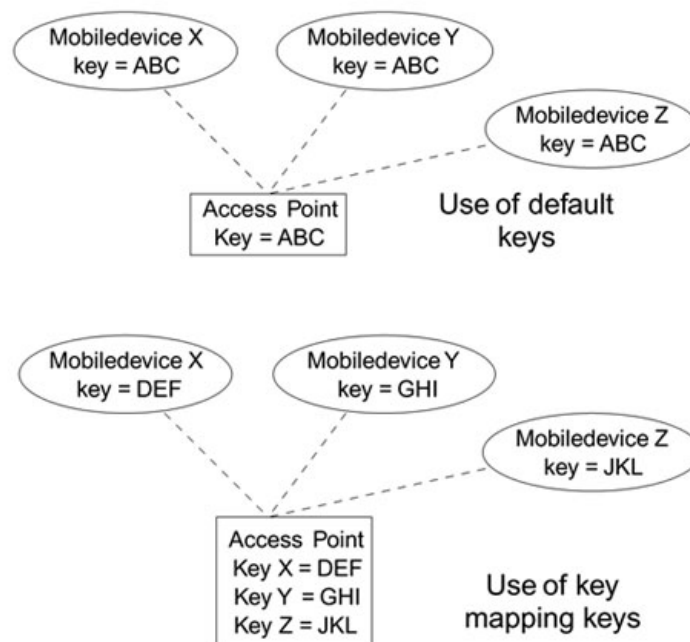 Mobiledevice X
key = ABC
Mobiledevice Y
key = ABC
Mobiledevice Z
key = ABC
Access Point
Key = ABC
Use of default
keys
Mobiledevice X
key = DEF
Mobiledevice Y
key = GHI
Mobiledevice Z
key = JKL
Access Point
Key X = DEF
Key Y = GHI
Key Z = JKL
Use of key
mapping keys